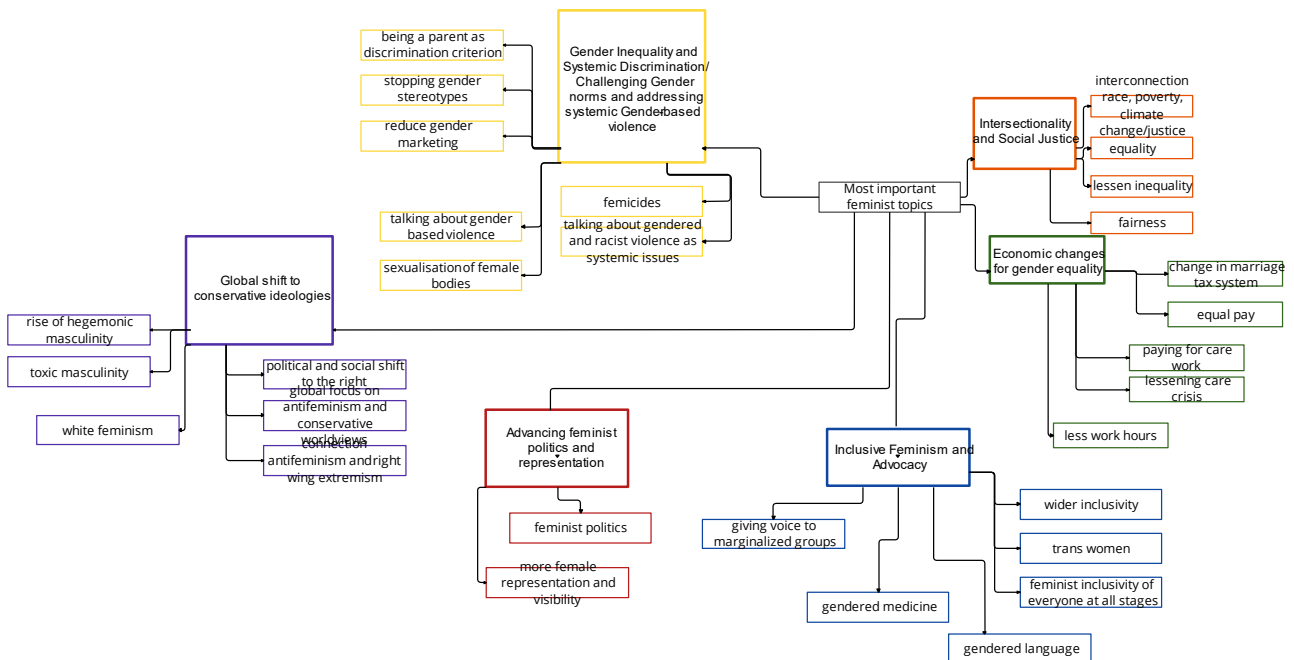 being a parent as
discrimination criterion
stopping gender
stereotypes
reduce gender
marketing
Gender Inequality and
Systemic Discrimination/
Challenging Gender
norms and addressing
systemic Gender-based
violence
femicides
talking about gendered
and racist violence as
systemic issues
talking about gender
based violence
sexualisation of female
bodies
Most important
feminist topics
Intersectionality
and Social Justice
interconnection
race, poverty,
climate
change/justice
equality
lessen inequality
fairness
Economic changes
for gender equality
change in marriage
tax system
equal pay
paying for care
work
lessening care
crisis
less work hours
Global shift to
conservative ideologies
rise of hegemonic
masculinity
toxic masculinity
white feminism
political and social shift
to the right
global focus on
antifeminism and
conservative
worldviews
connection
antifeminism and right
wing extremism
Advancing feminist
politics and
representation
feminist politics
more female
representation and
visibility
Inclusive Feminism and
Advocacy
giving voice to
marginalized groups
gendered medicine
gendered language
wider inclusivity
trans women
feminist inclusivity of
everyone at all stages